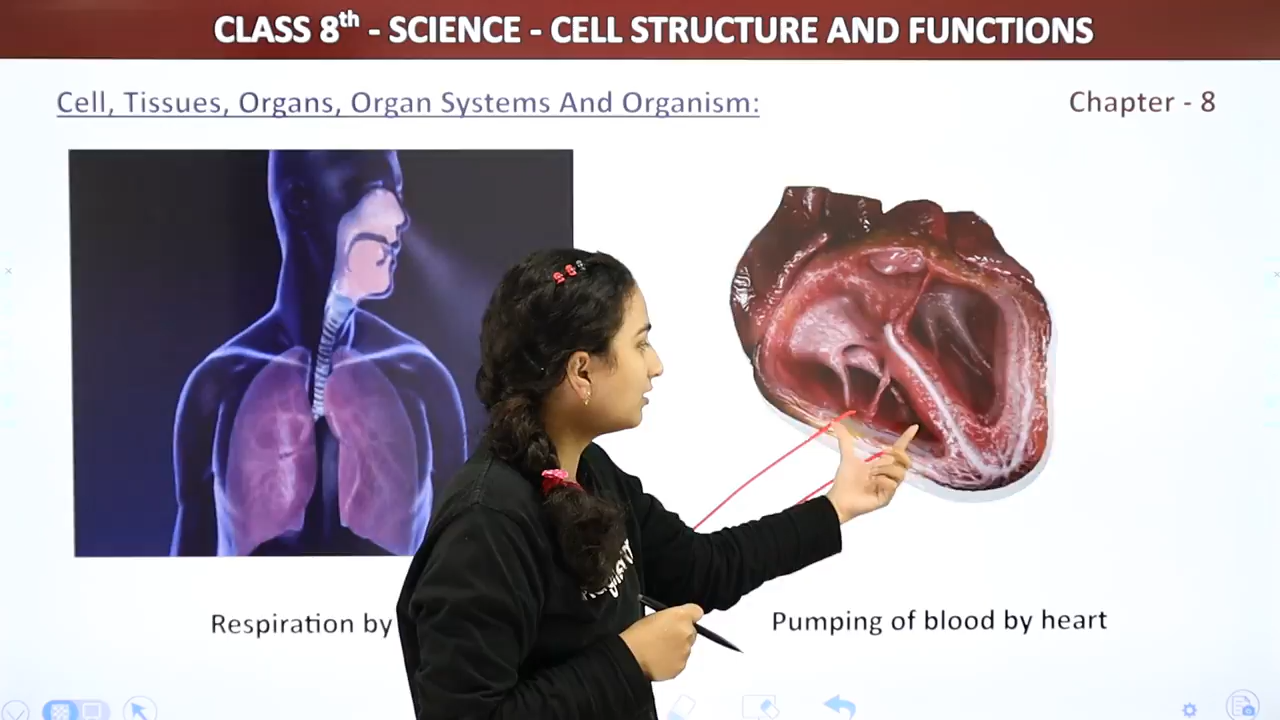 CLASS 8th - SCIENCE - CELL STRUCTURE AND FUNCTIONS
Cell, Tissues, Organs, Organ Systems And Organism:
Chapter - 8
Respiration by
Pumping of blood by heart